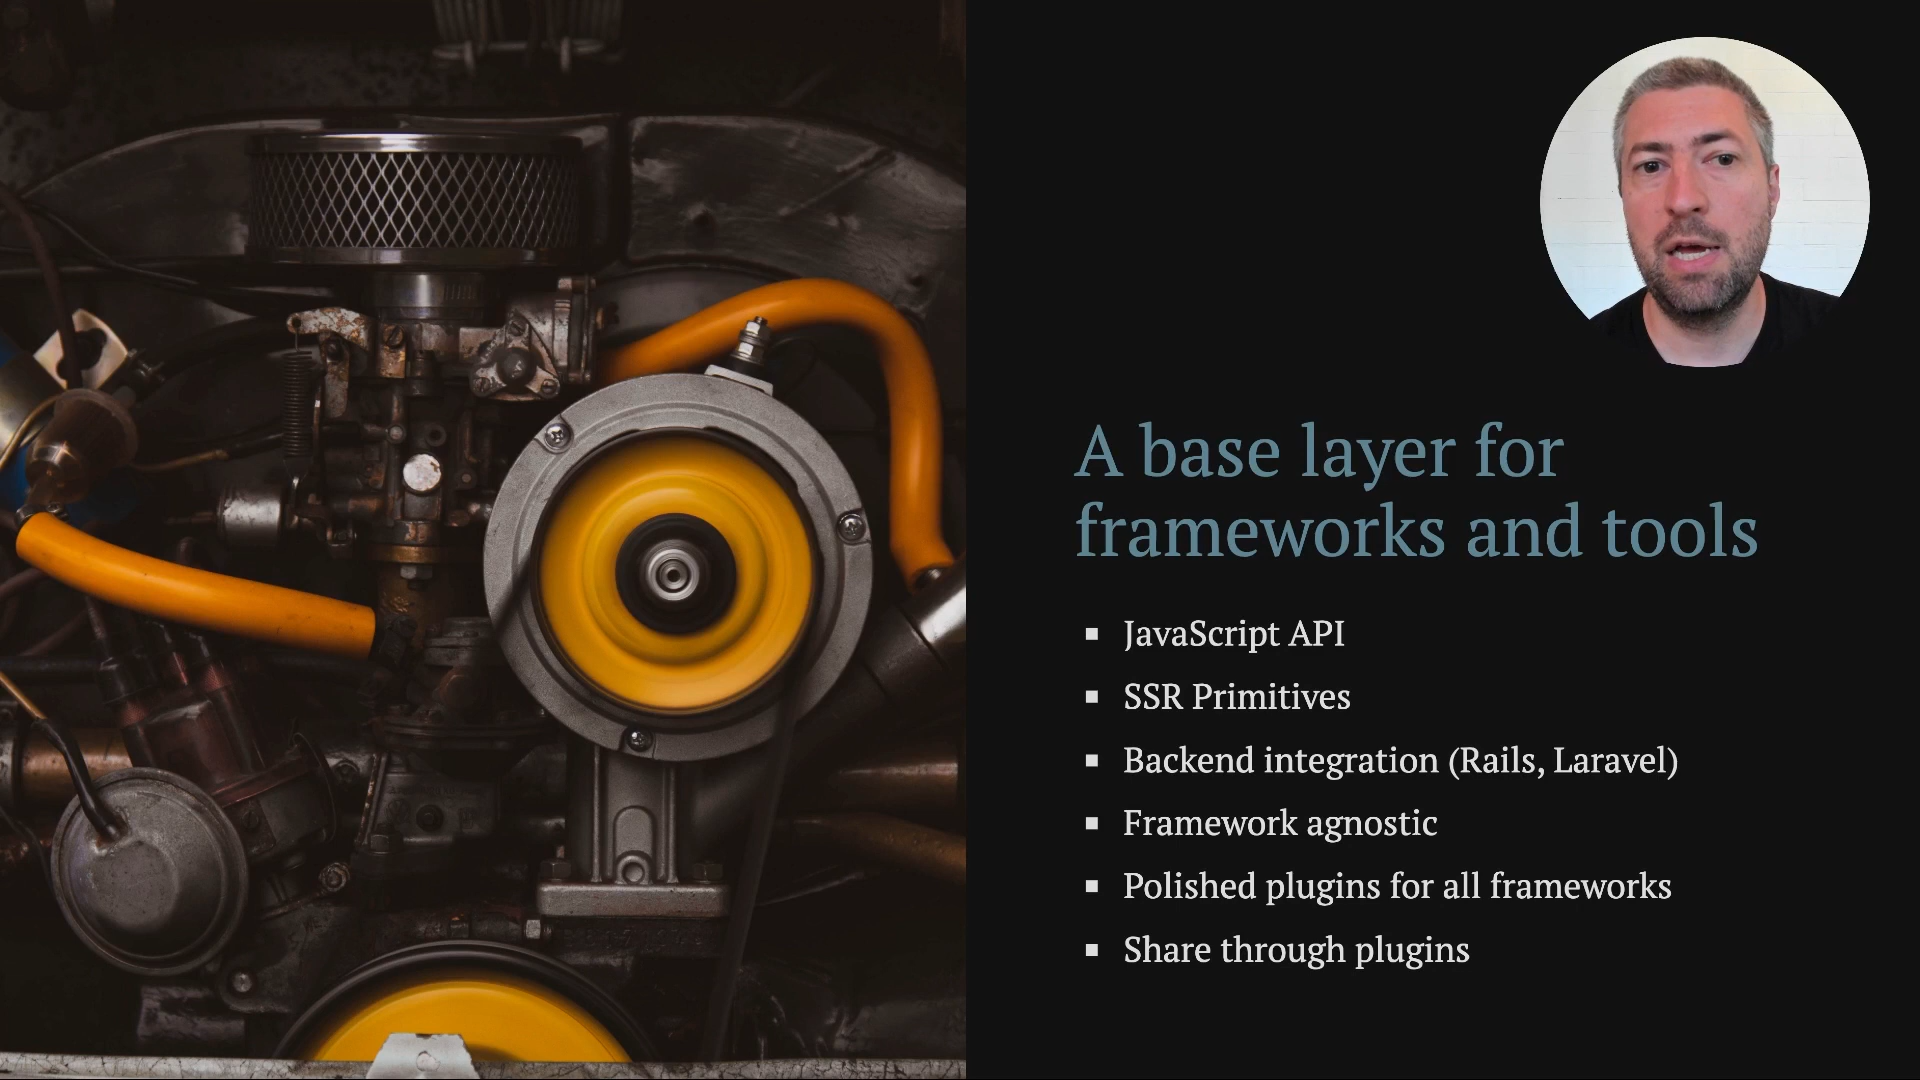 A base layer for
frameworks and tools
JavaScript API
SSR Primitives
Backend integration (Rails, Laravel)
Framework agnostic
Polished plugins for all frameworks
Share through plugins